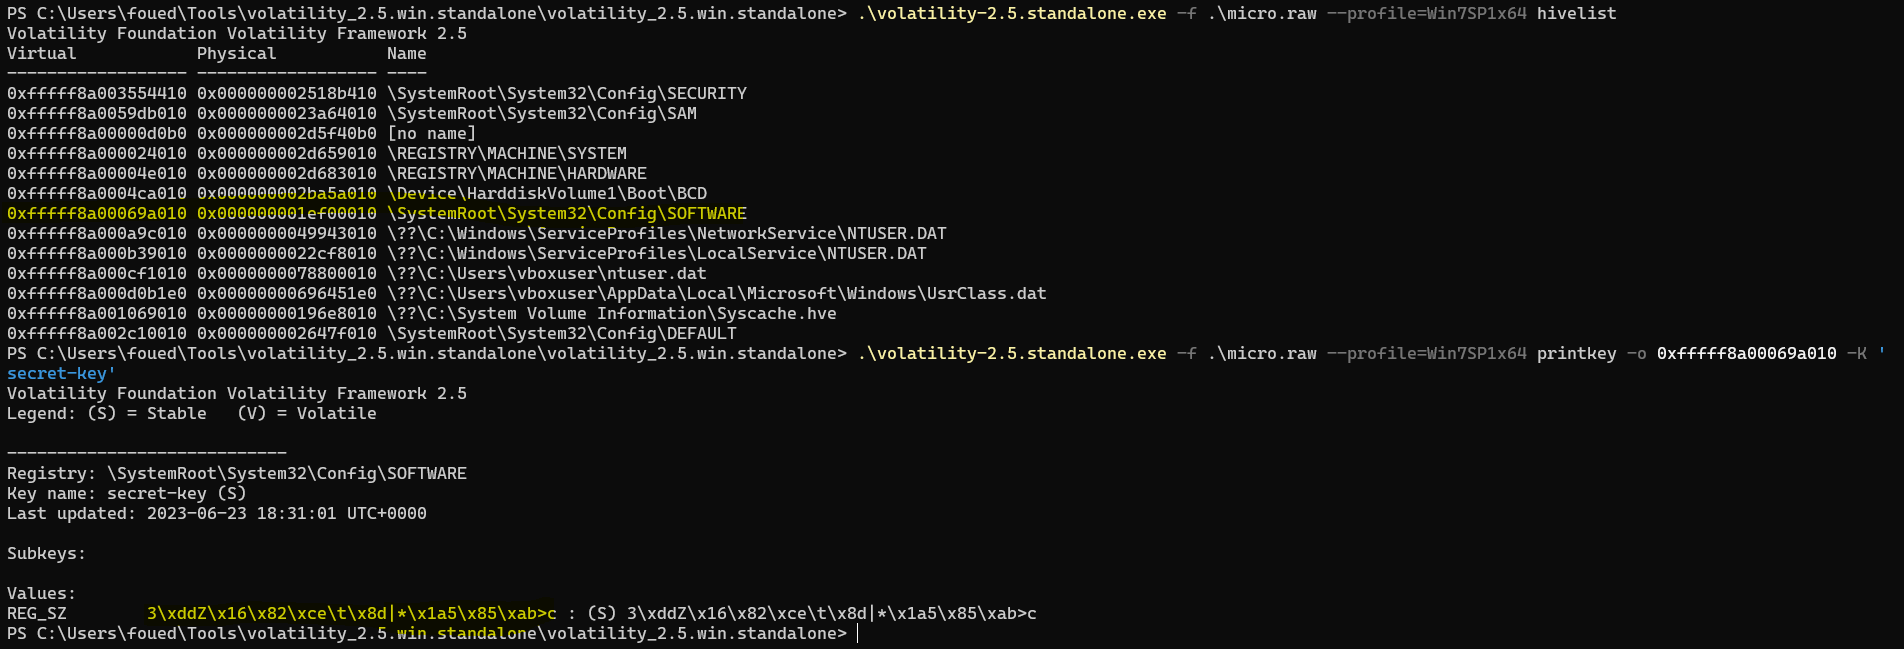 PS C:\Users\foued\Tools\volatility_2.5.win.standalone\volatility_2.5.win.standalone> .\volatility-2.5.standalone.exe -f .\micro.raw --profile=Win7SP1x64 hivelist
Volatility Foundation Volatility Framework 2.5
Virtual            Physical           Name
------------------ ------------------ ----
0xfffff8a003554410 0x000000002518b410 \SystemRoot\System32\Config\SECURITY
0xfffff8a0059db010 0x0000000023a64010 \SystemRoot\System32\Config\SAM
0xfffff8a00000d0b0 0x000000002d5f40b0 [no name]
0xfffff8a000024010 0x000000002d659010 \REGISTRY\MACHINE\SYSTEM
0xfffff8a00004e010 0x000000002d683010 \REGISTRY\MACHINE\HARDWARE
0xfffff8a0004ca010 0x000000002ba5a010 \Device\HarddiskVolume1\Boot\BCD
0xfffff8a00069a010 0x000000001ef00010 \SystemRoot\System32\Config\SOFTWARE
0xfffff8a000a9c010 0x0000000049943010 \??\C:\Windows\ServiceProfiles\NetworkService\NTUSER.DAT
0xfffff8a000b39010 0x0000000022cf8010 \??\C:\Windows\ServiceProfiles\LocalService\NTUSER.DAT
0xfffff8a000cf1010 0x0000000078800010 \??\C:\Users\vboxuser\ntuser.dat
0xfffff8a000d0b1e0 0x00000000696451e0 \??\C:\Users\vboxuser\AppData\Local\Microsoft\Windows\UsrClass.dat
0xfffff8a001069010 0x00000000196e8010 \??\C:\System Volume Information\Syscache.hve
0xfffff8a002c10010 0x000000002647f010 \SystemRoot\System32\Config\DEFAULT
PS C:\Users\foued\Tools\volatility_2.5.win.standalone\volatility_2.5.win.standalone> .\volatility-2.5.standalone.exe -f .\micro.raw --profile=Win7SP1x64 printkey -o 0xfffff8a00069a010 -K '
secret-key'
Volatility Foundation Volatility Framework 2.5
Legend: (S) = Stable   (V) = Volatile
----------------------------
Registry: \SystemRoot\System32\Config\SOFTWARE
Key name: secret-key (S)
Last updated: 2023-06-23 18:31:01 UTC+0000
Subkeys:
Values:
REG_SZ        3\xddZ\x16\x82\xce\t\x8d|*\x1a5\x85\xab>c : (S) 3\xddZ\x16\x82\xce\t\x8d|*\x1a5\x85\xab>c
PS C:\Users\foued\Tools\volatility_2.5.win.standalone\volatility_2.5.win.standalone>